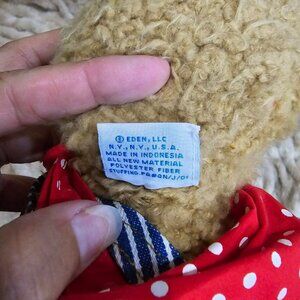 © EDEN, LLC
N.Y., N.Y., U.S.A.
MADE IN INDONESIA
ALL NEW MATERIAL
POLYESTER FIBER
STUFFING